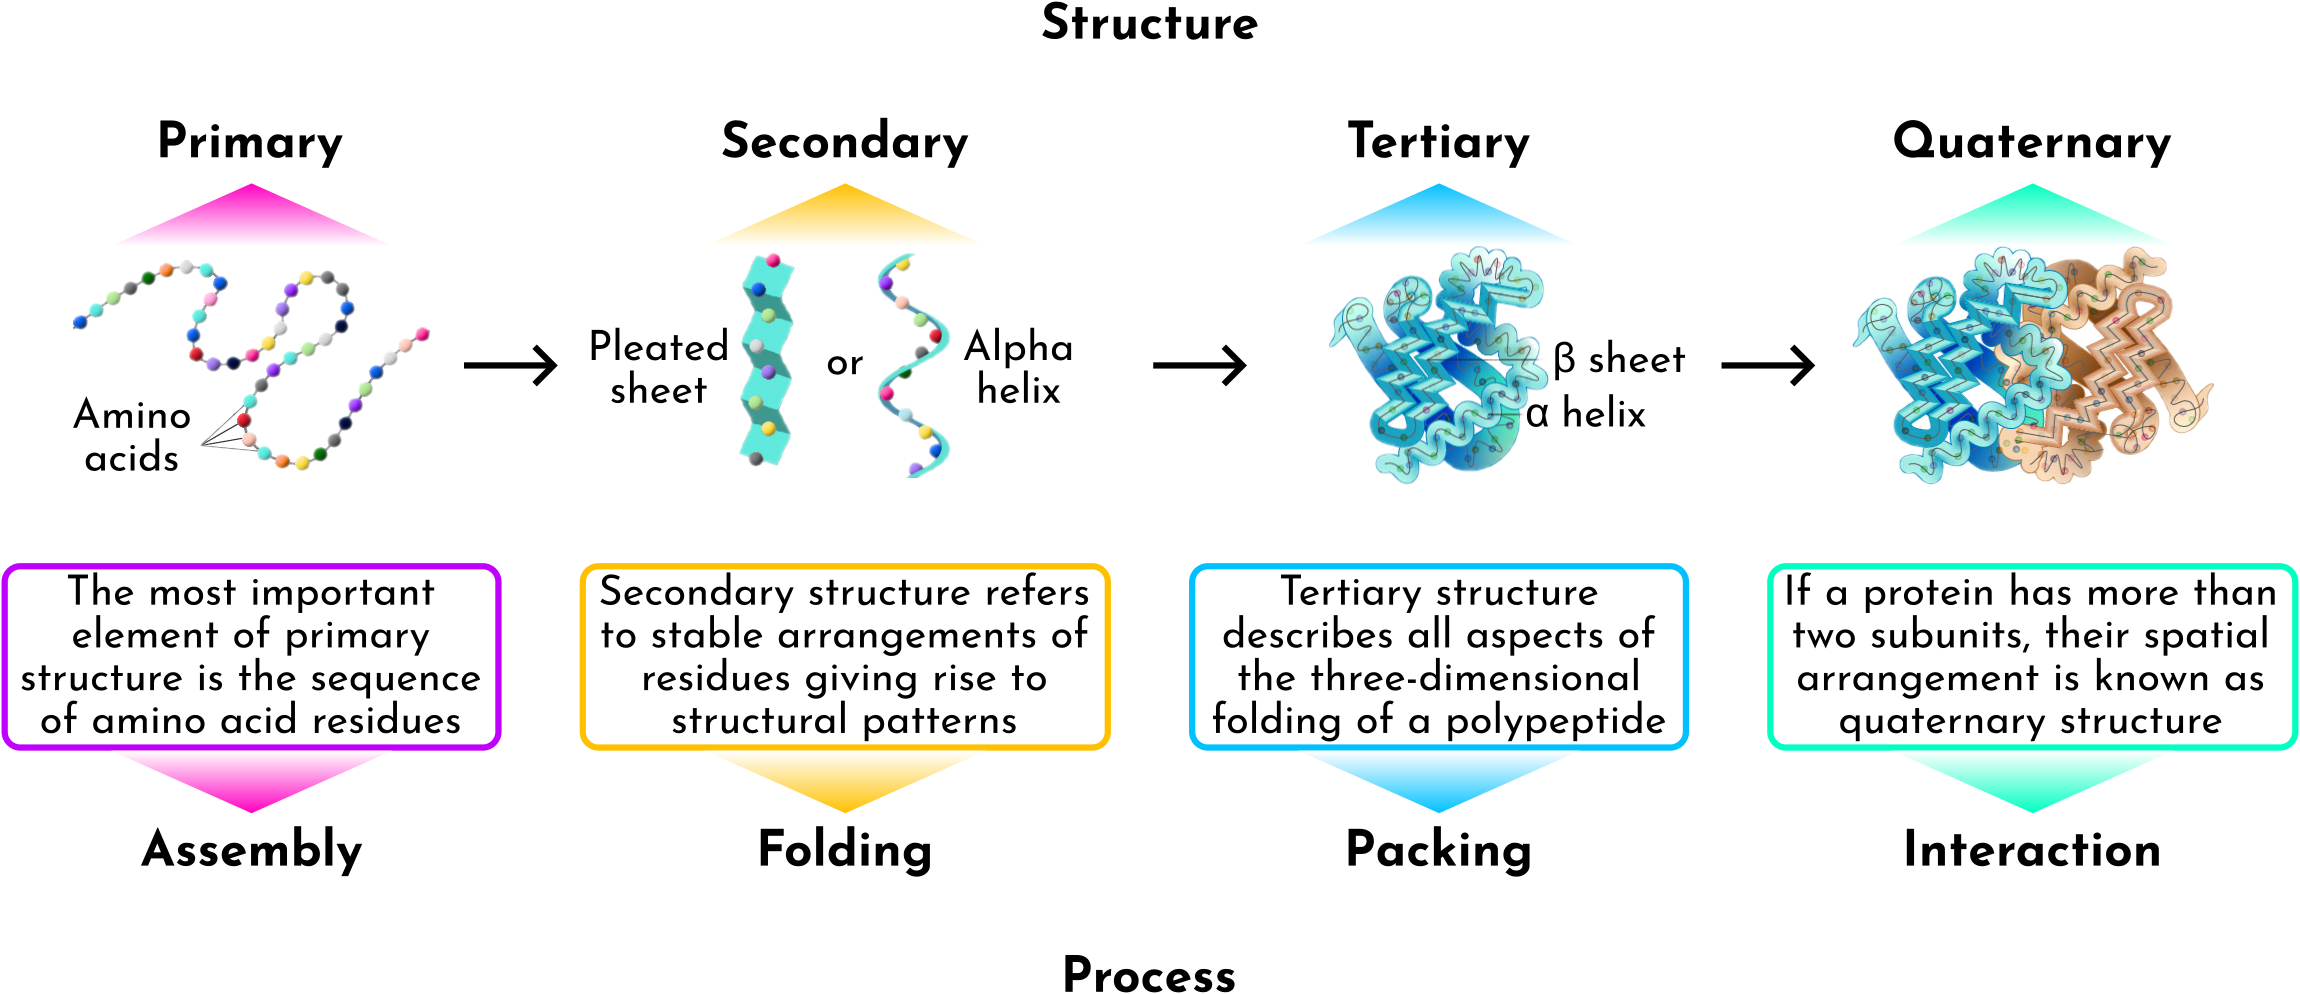 Structure
Primary
Secondary
Tertiary
Quaternary
Amino
acids
Pleated
sheet
or
Alpha
helix
β sheet
α helix
The most important
element of primary
structure is the sequence
of amino acid residues
Secondary structure refers
to stable arrangements of
residues giving rise to
structural patterns
Tertiary structure
describes all aspects of
the three-dimensional
folding of a polypeptide
If a protein has more than
two subunits, their spatial
arrangement is known as
quaternary structure
Assembly
Folding
Packing
Interaction
Process